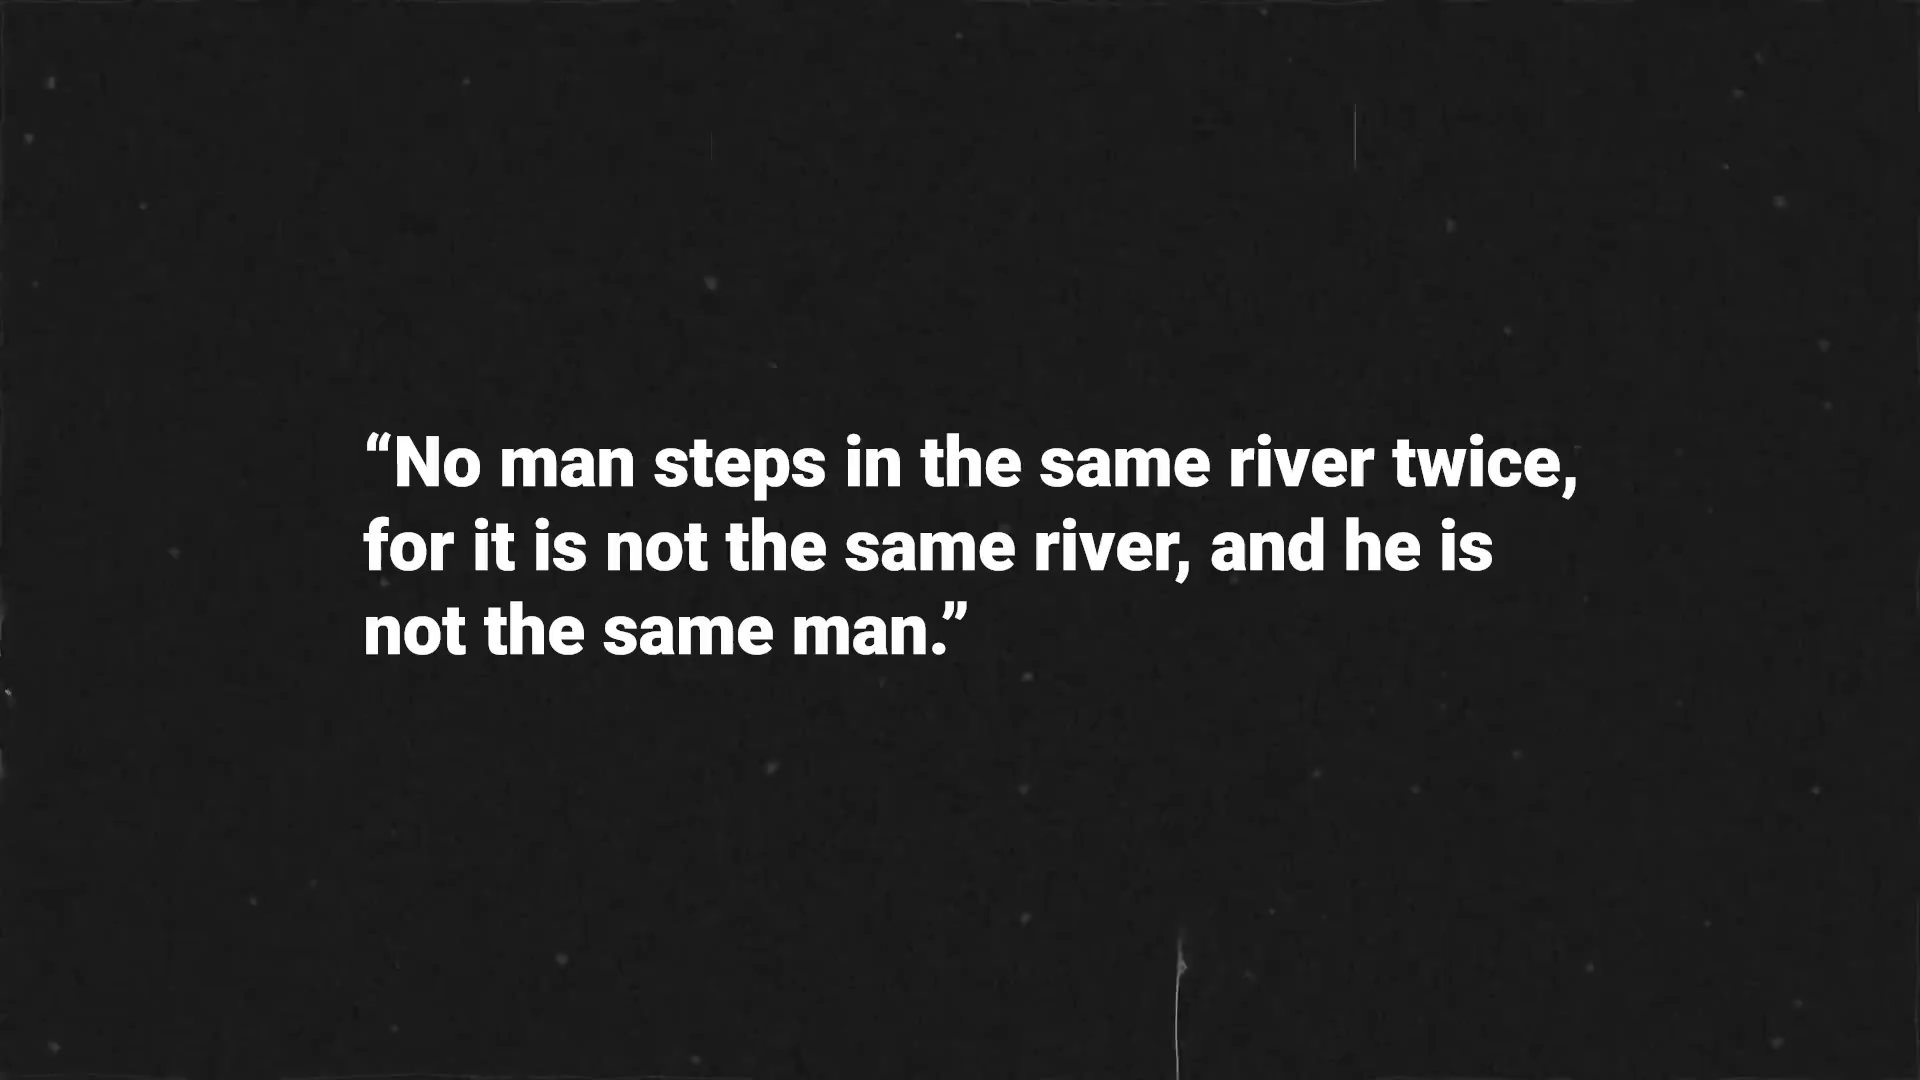 “No man steps in the same river twice,
for it is not the same river, and he is
not the same man.”